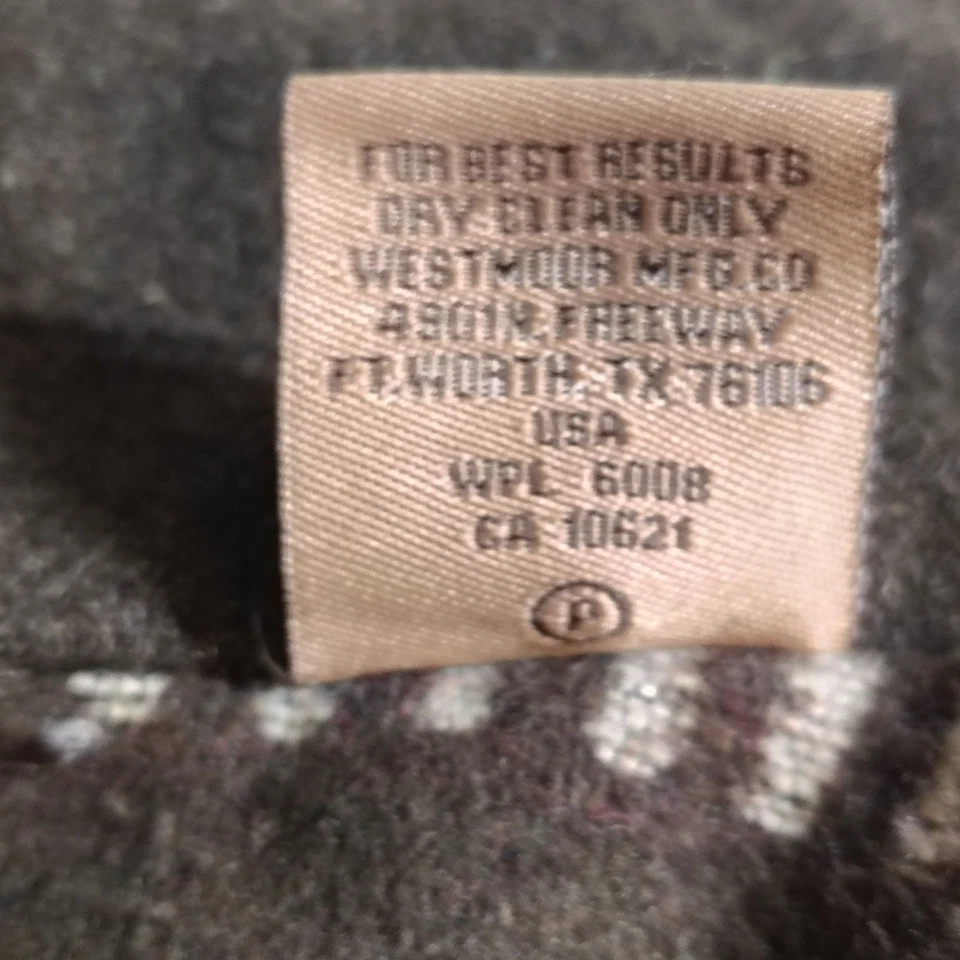 FOR BEST RESULTS
DRY CLEAN ONLY
WESTMOOR MFG.CO
4901N.FREEWAY
FT.WORTH,TX 76106
USA
WPL 6008
CA 10621
P